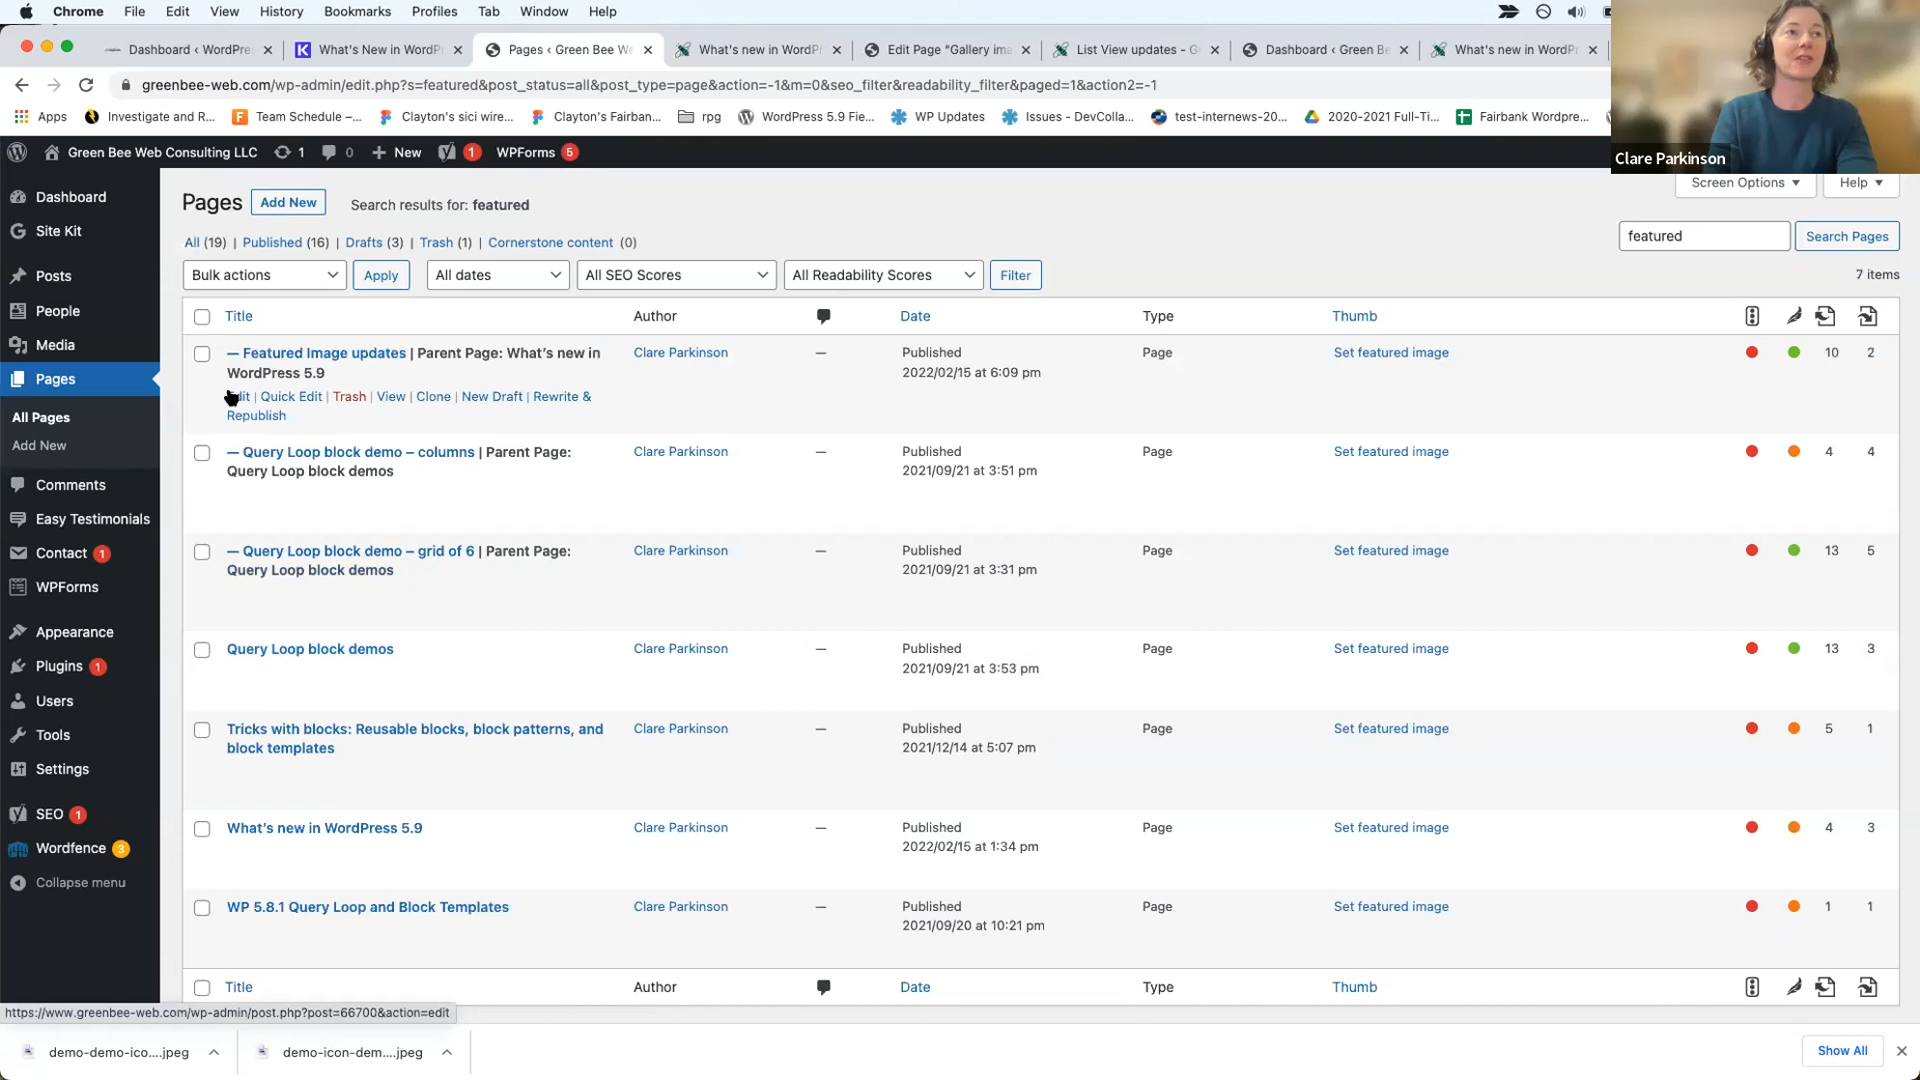 Chrome File Edit View History Bookmarks Profiles Tab Window Help
Dashboard ‹ WordPre
What's New in WordP
Pages ‹ Green Bee We
What's new in WordP
Edit Page "Gallery ima
List View updates - G
Dashboard ‹ Green Be
What's new in WordP
greenbee-web.com/wp-admin/edit.php?s=featured&post_status=all&post_type=page&action=-1&m=0&seo_filter&readability_filter&paged=1&action2=-1
Apps Investigate and R... Team Schedule –... Clayton's sici wire... Clayton's Fairban... rpg WordPress 5.9 Fie... WP Updates Issues - DevColla... test-internews-20... 2020-2021 Full-Ti... Fairbank Wordpre...
Clare Parkinson
Green Bee Web Consulting LLC 1 0 New 1 WPForms 5
Screen Options Help
Dashboard
Site Kit
Posts
People
Media
Pages
All Pages
Add New
Comments
Easy Testimonials
Contact 1
WPForms
Appearance
Plugins 1
Users
Tools
Settings
SEO 1
Wordfence 3
Collapse menu
Pages Add New Search results for: featured
All (19) | Published (16) | Drafts (3) | Trash (1) | Cornerstone content (0)
featured Search Pages
Bulk actions Apply All dates All SEO Scores All Readability Scores Filter
7 items
Title Author Date Type Thumb
— Featured Image updates | Parent Page: What's new in
WordPress 5.9
Clare Parkinson — Published
2022/02/15 at 6:09 pm
Page Set featured image 10 2
| Quick Edit | Trash | View | Clone | New Draft | Rewrite &
Republish
— Query Loop block demo – columns | Parent Page:
Query Loop block demos
Clare Parkinson — Published
2021/09/21 at 3:51 pm
Page Set featured image 4 4
— Query Loop block demo – grid of 6 | Parent Page:
Query Loop block demos
Clare Parkinson — Published
2021/09/21 at 3:31 pm
Page Set featured image 13 5
Query Loop block demos
Clare Parkinson — Published
2021/09/21 at 3:53 pm
Page Set featured image 13 3
Tricks with blocks: Reusable blocks, block patterns, and
block templates
Clare Parkinson — Published
2021/12/14 at 5:07 pm
Page Set featured image 5 1
What's new in WordPress 5.9
Clare Parkinson — Published
2022/02/15 at 1:34 pm
Page Set featured image 4 3
WP 5.8.1 Query Loop and Block Templates
Clare Parkinson — Published
2021/09/20 at 10:21 pm
Page Set featured image 1 1
Title Author Date Type Thumb
https://www.greenbee-web.com/wp-admin/post.php?post=66700&action=edit
demo-demo-ico....jpeg
demo-icon-dem....jpeg
Show All